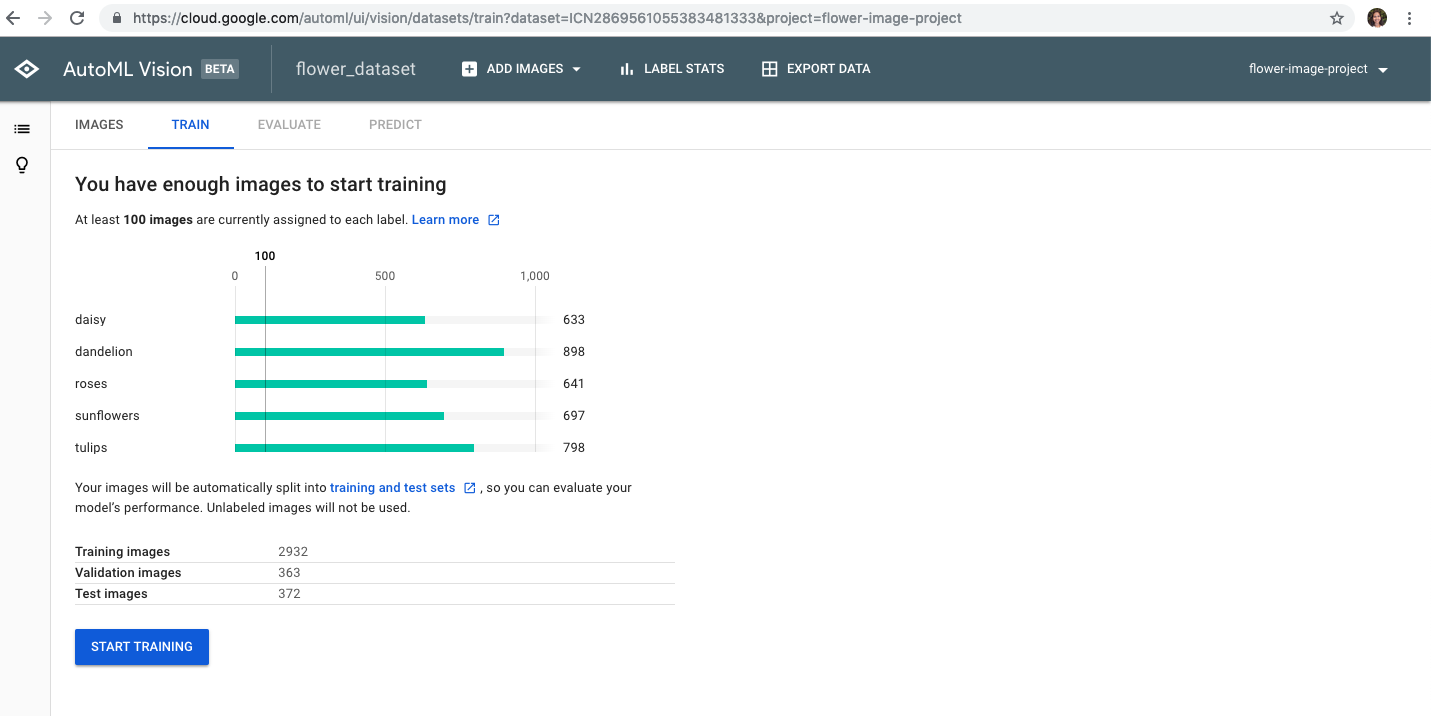 https://cloud.google.com/automl/ui/vision/datasets/train?dataset=ICN2869561055383481333&project=flower-image-project
AutoML Vision BETA flower_dataset ADD IMAGES LABEL STATS EXPORT DATA flower-image-project
IMAGES TRAIN EVALUATE PREDICT
You have enough images to start training
At least 100 images are currently assigned to each label. Learn more
100
0 500 1,000
daisy 633
dandelion 898
roses 641
sunflowers 697
tulips 798
Your images will be automatically split into training and test sets , so you can evaluate your
model’s performance. Unlabeled images will not be used.
Training images 2932
Validation images 363
Test images 372
START TRAINING